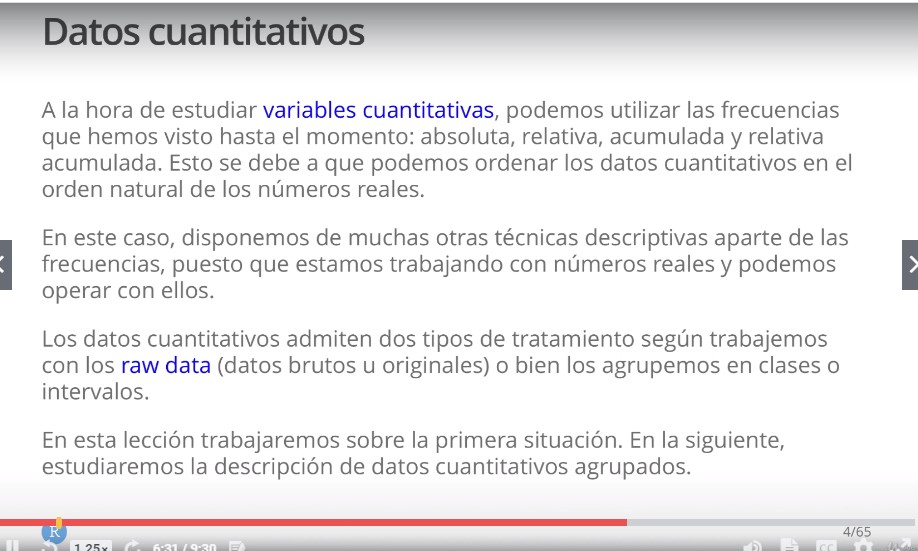 Datos cuantitativos
A la hora de estudiar variables cuantitativas, podemos utilizar las frecuencias
que hemos visto hasta el momento: absoluta, relativa, acumulada y relativa
acumulada. Esto se debe a que podemos ordenar los datos cuantitativos en el
orden natural de los números reales.
En este caso, disponemos de muchas otras técnicas descriptivas aparte de las
frecuencias, puesto que estamos trabajando con números reales y podemos
operar con ellos.
Los datos cuantitativos admiten dos tipos de tratamiento según trabajemos
con los raw data (datos brutos u originales) o bien los agrupemos en clases o
intervalos.
En esta lección trabajaremos sobre la primera situación. En la siguiente,
estudiaremos la descripción de datos cuantitativos agrupados.
R
4/65
1.25x 6:31 / 9:30
CC